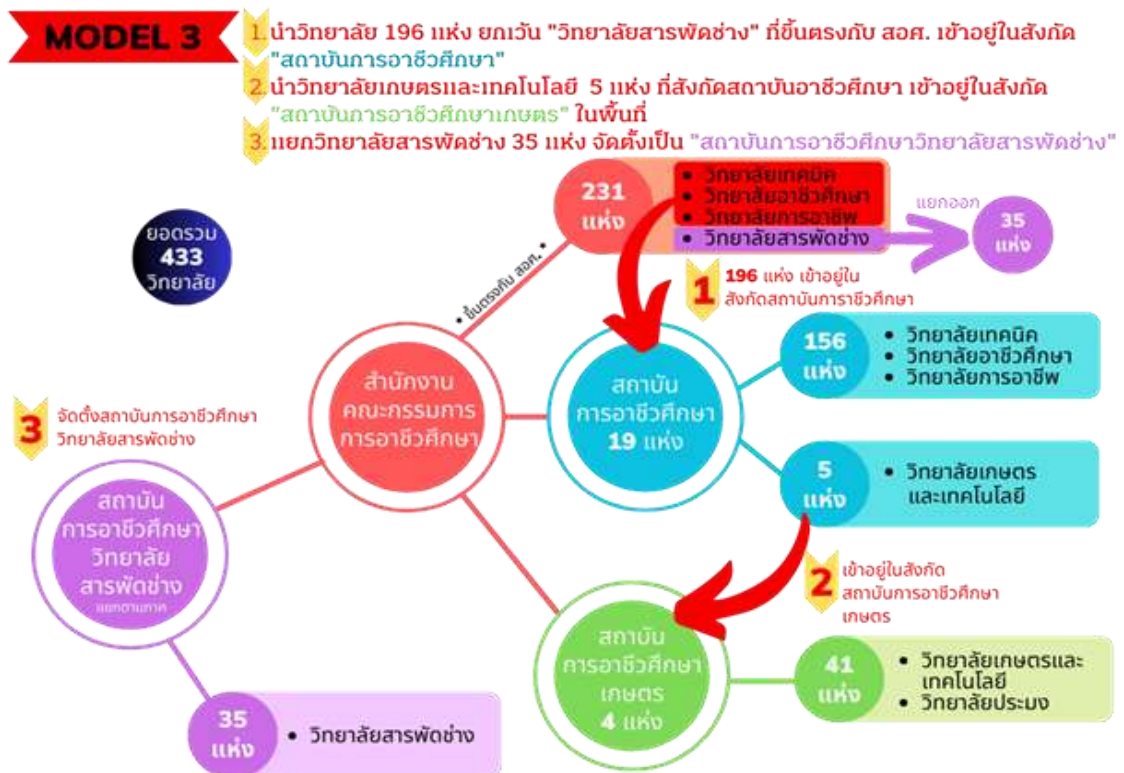 MODEL 3
1. นำวิทยาลัย 196 แห่ง ยกเว้น "วิทยาลัยสารพัดช่าง" ที่ขึ้นตรงกับ สอศ. เข้าอยู่ในสังกัด
"สถาบันการอาชีวศึกษา"
2. นำวิทยาลัยเกษตรและเทคโนโลยี 5 แห่ง ที่สังกัดสถาบันอาชีวศึกษา เข้าอยู่ในสังกัด
"สถาบันการอาชีวศึกษาเกษตร" ในพื้นที่
3. แยกวิทยาลัยสารพัดช่าง 35 แห่ง จัดตั้งเป็น "สถาบันการอาชีวศึกษาวิทยาลัยสารพัดช่าง"
231
แห่ง
• วิทยาลัยเทคนิค
• วิทยาลัยอาชีวศึกษา
• วิทยาลัยการอาชีพ
• วิทยาลัยสารพัดช่าง
แยกออก
35
แห่ง
ยอดรวม
433
วิทยาลัย
• ขึ้นตรงกับ สอศ. •
1
196 แห่ง เข้าอยู่ใน
สังกัดสถาบันการาชีวศึกษา
สำนักงาน
คณะกรรมการ
การอาชีวศึกษา
สถาบัน
การอาชีวศึกษา
19 แห่ง
156
แห่ง
• วิทยาลัยเทคนิค
• วิทยาลัยอาชีวศึกษา
• วิทยาลัยการอาชีพ
3
จัดตั้งสถาบันการอาชีวศึกษา
วิทยาลัยสารพัดช่าง
5
แห่ง
• วิทยาลัยเกษตร
และเทคโนโลยี
สถาบัน
การอาชีวศึกษา
วิทยาลัย
สารพัดช่าง
แยกตามภาค
2
เข้าอยู่ในสังกัด
สถาบันการอาชีวศึกษา
เกษตร
สถาบัน
การอาชีวศึกษา
เกษตร
4 แห่ง
41
แห่ง
• วิทยาลัยเกษตรและ
เทคโนโลยี
• วิทยาลัยประมง
35
แห่ง
• วิทยาลัยสารพัดช่าง